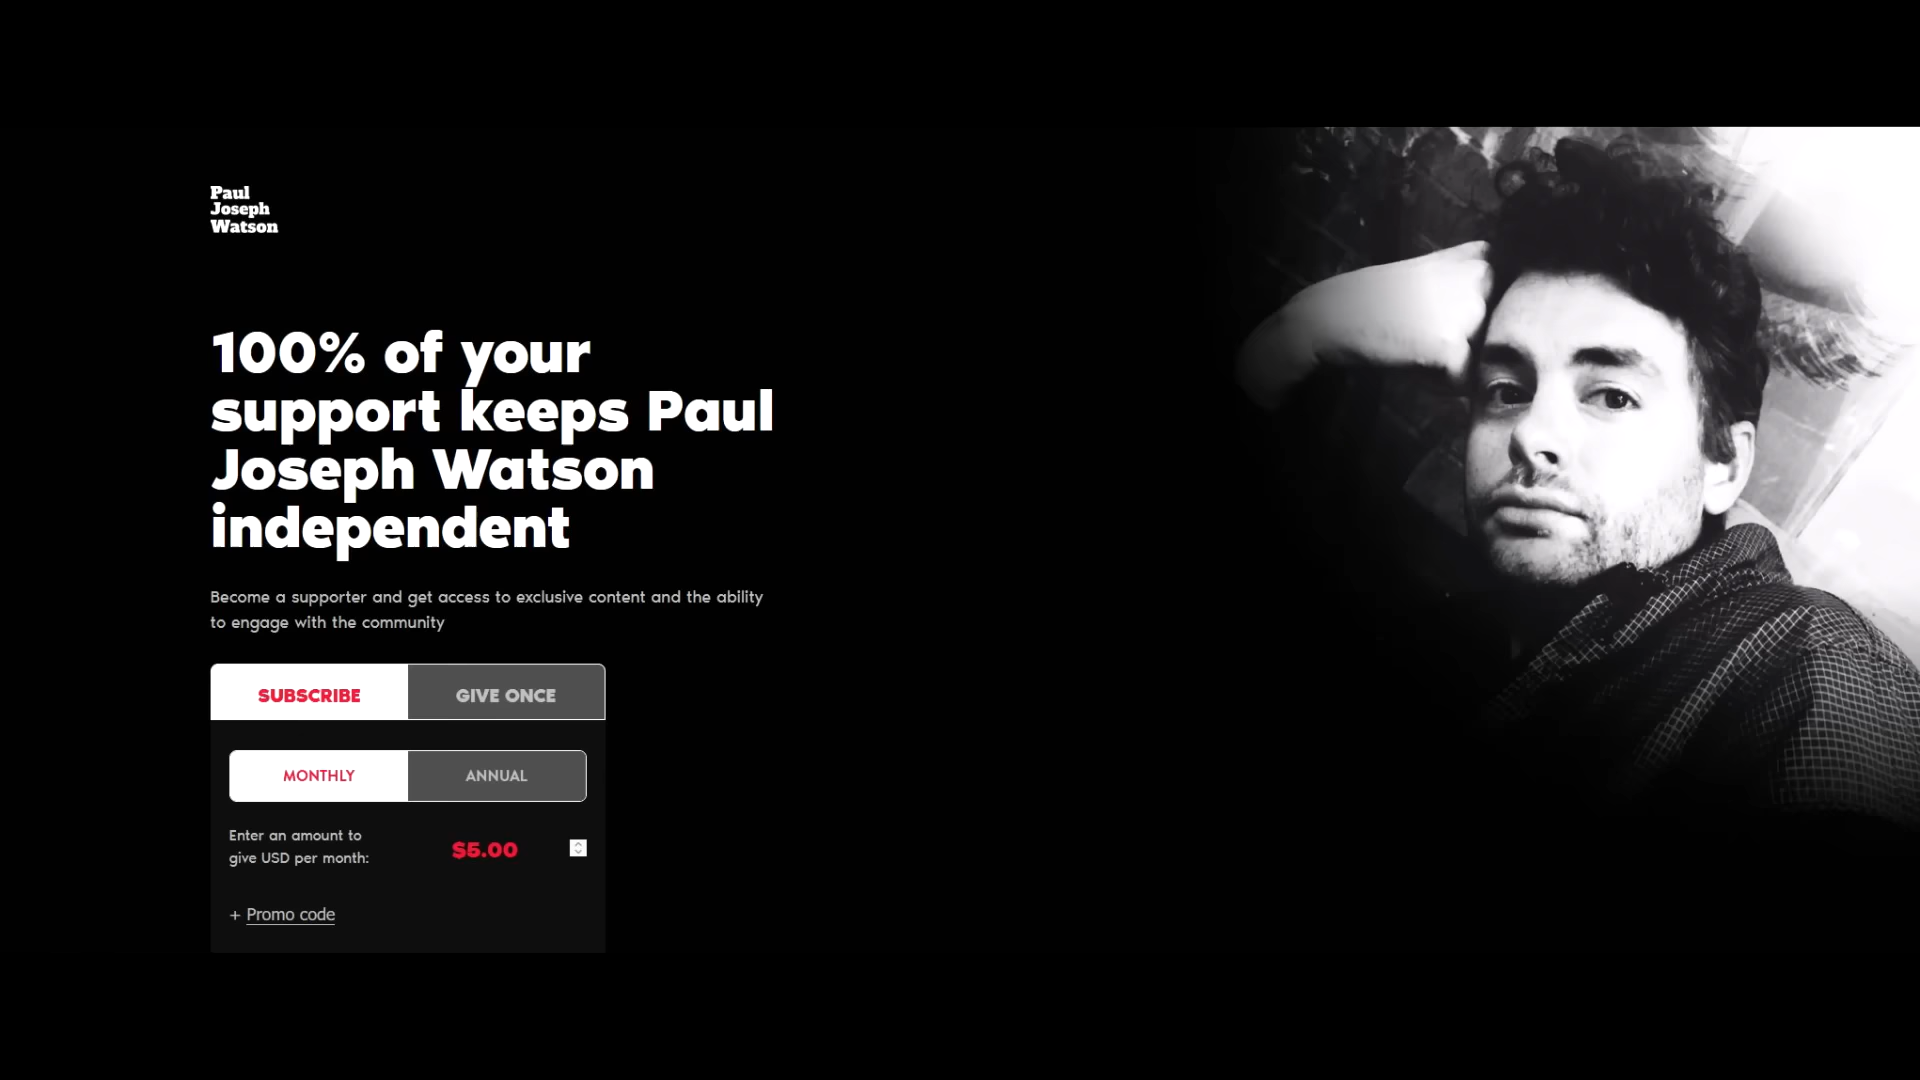 Paul
Joseph
Watson
100% of your
support keeps Paul
Joseph Watson
independent
Become a supporter and get access to exclusive content and the ability
to engage with the community
SUBSCRIBE GIVE ONCE
MONTHLY ANNUAL
Enter an amount to
give USD per month:
$5.00
+ Promo code